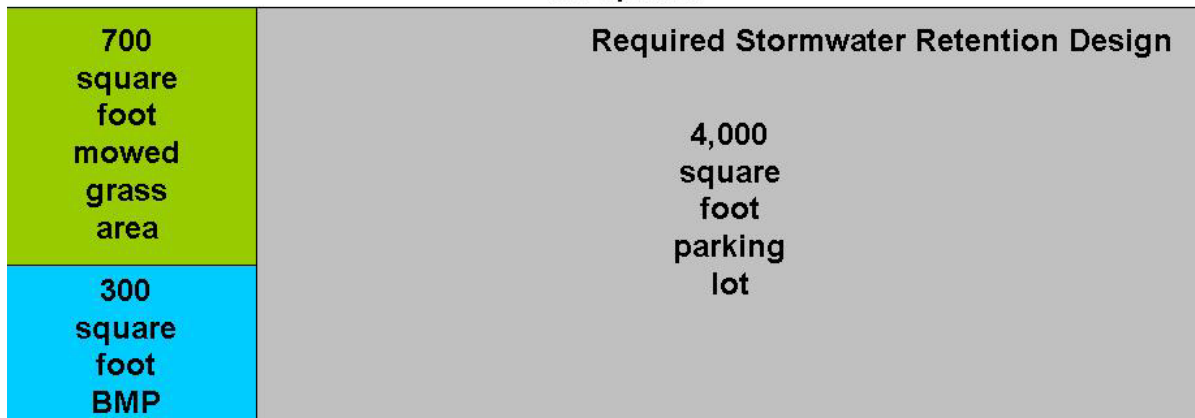 700
square
foot
mowed
grass
area
300
square
foot
BMP
Required Stormwater Retention Design
4,000
square
foot
parking
lot